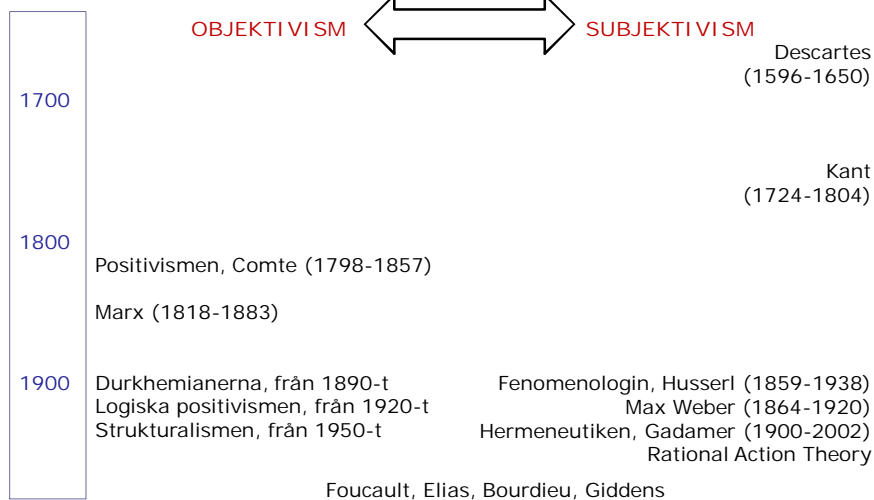 OBJEKTIVISM
SUBJEKTIVISM
Descartes
(1596-1650)
1700
Kant
(1724-1804)
1800
Positivismen, Comte (1798-1857)
Marx (1818-1883)
1900
Durkhemianerna, från 1890-t
Logiska positivismen, från 1920-t
Strukturalismen, från 1950-t
Fenomenologin, Husserl (1859-1938)
Max Weber (1864-1920)
Hermeneutiken, Gadamer (1900-2002)
Rational Action Theory
Foucault, Elias, Bourdieu, Giddens